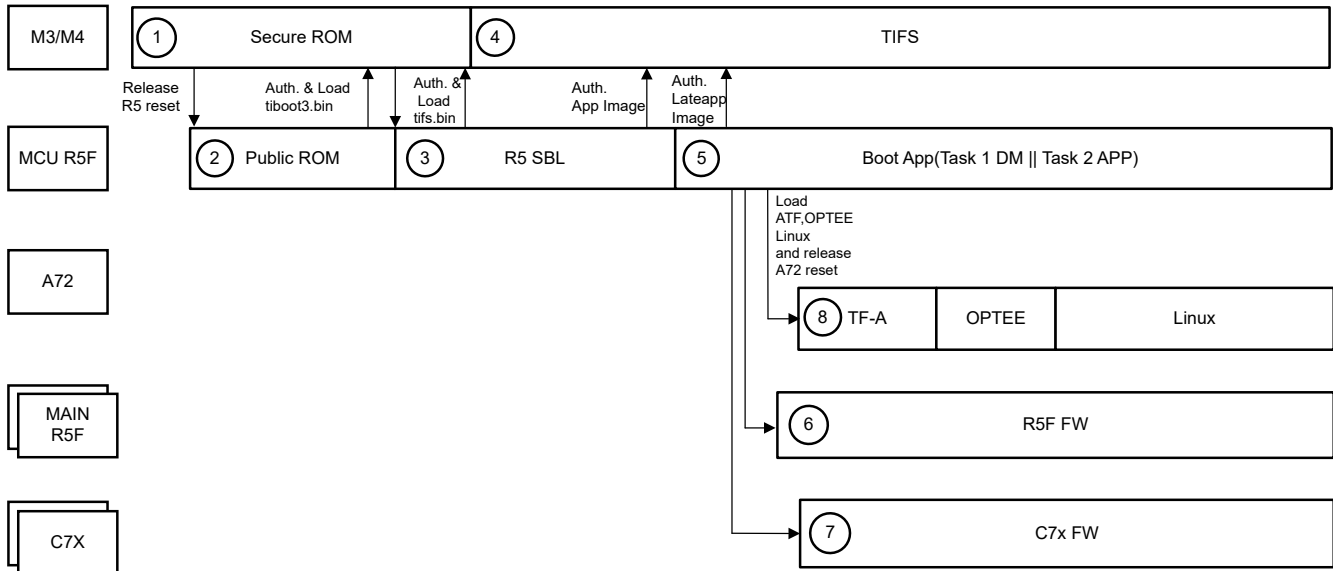 M3/M4
1
Secure ROM
4
TIFS
Release
R5 reset
Auth. & Load
tiboot3.bin
Auth. &
Load
tifs.bin
Auth.
App Image
Auth.
Lateapp
Image
MCU R5F
2
Public ROM
3
R5 SBL
5
Boot App(Task 1 DM || Task 2 APP)
Load
ATF,OPTEE
Linux
and release
A72 reset
A72
8
TF-A
OPTEE
Linux
MAIN
R5F
6
R5F FW
C7X
7
C7x FW